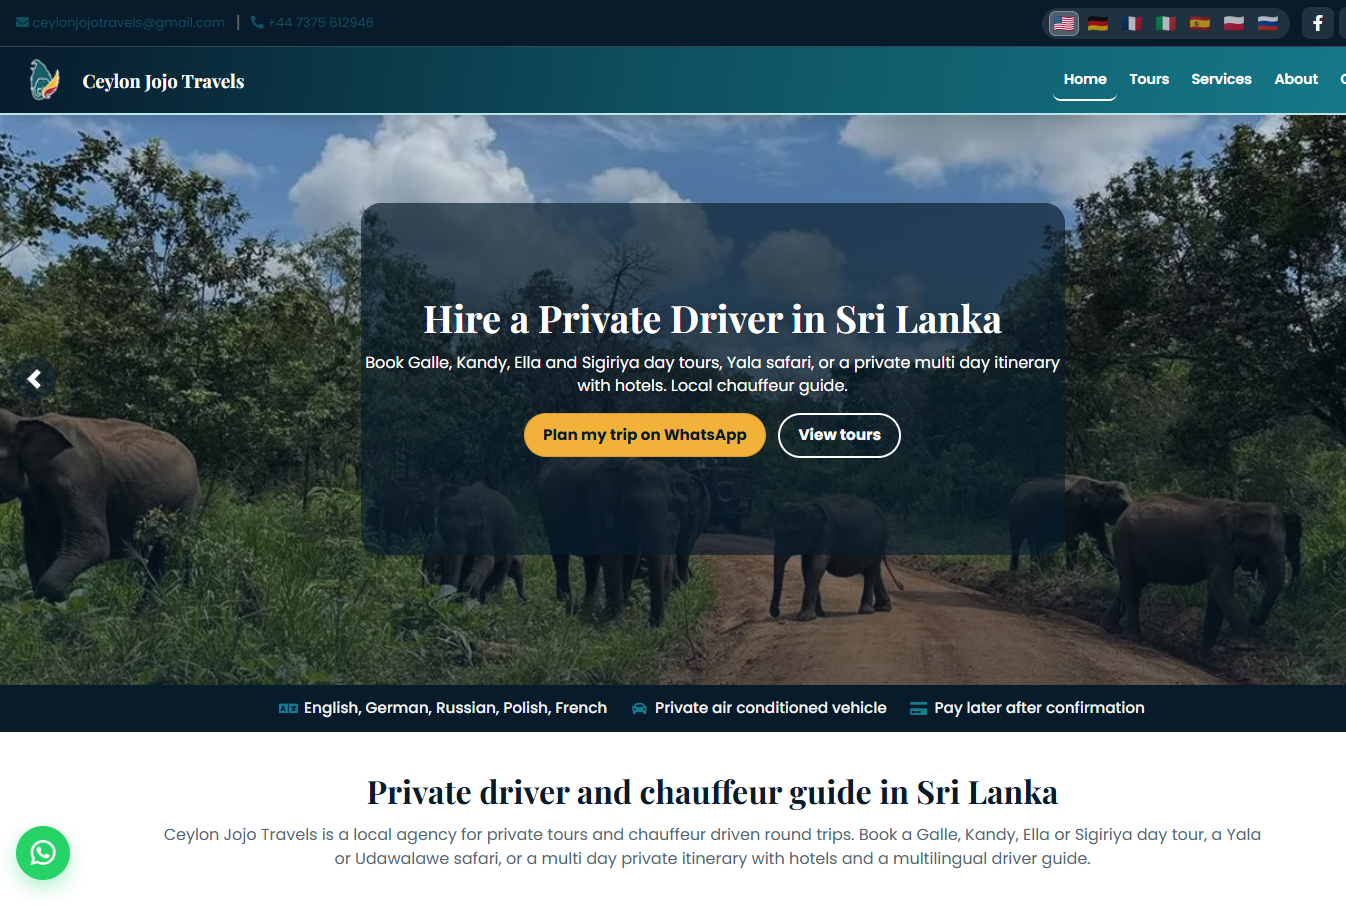 ceylonjojotravels@gmail.com | +44 7375 612946
Ceylon Jojo Travels
Home Tours Services About
Hire a Private Driver in Sri Lanka
Book Galle, Kandy, Ella and Sigiriya day tours, Yala safari, or a private multi day itinerary
with hotels. Local chauffeur guide.
Plan my trip on WhatsApp View tours
English, German, Russian, Polish, French Private air conditioned vehicle Pay later after confirmation
Private driver and chauffeur guide in Sri Lanka
Ceylon Jojo Travels is a local agency for private tours and chauffeur driven round trips. Book a Galle, Kandy, Ella or Sigiriya day tour, a Yala
or Udawalawe safari, or a multi day private itinerary with hotels and a multilingual driver guide.